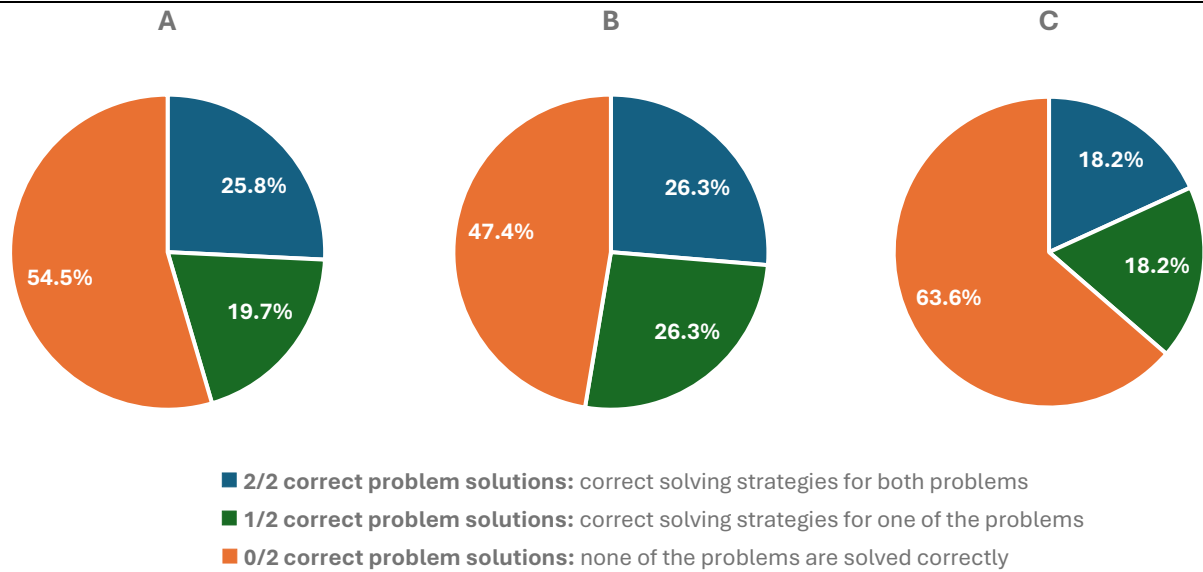 A
B
C
25.8%
19.7%
54.5%
26.3%
26.3%
47.4%
18.2%
18.2%
63.6%
2/2 correct problem solutions: correct solving strategies for both problems
1/2 correct problem solutions: correct solving strategies for one of the problems
0/2 correct problem solutions: none of the problems are solved correctly